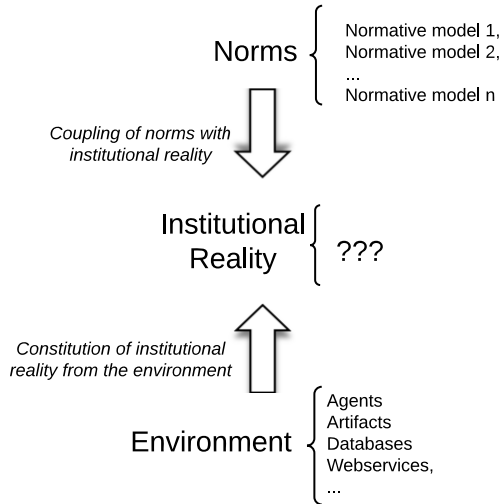 Norms
Normative model 1,
Normative model 2,
...
Normative model n
Coupling of norms with
institutional reality
Institutional
Reality
???
Constitution of institutional
reality from the environment
Environment
Agents
Artifacts
Databases
Webservices,
...